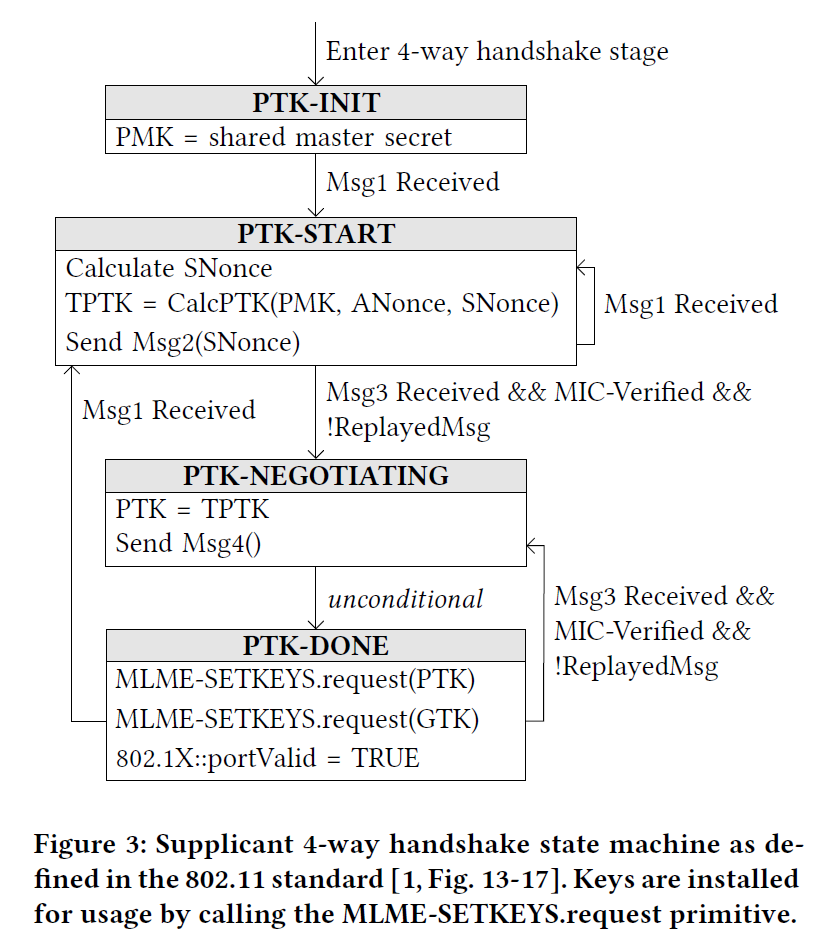 Enter 4-way handshake stage
PTK-INIT
PMK = shared master secret
Msg1 Received
PTK-START
Calculate SNonce
TPTK = CalcPTK(PMK, ANonce, SNonce)
Send Msg2(SNonce)
Msg1 Received
Msg1 Received
Msg3 Received && MIC-Verified &&
!ReplayedMsg
PTK-NEGOTIATING
PTK = TPTK
Send Msg4()
unconditional
Msg3 Received &&
MIC-Verified &&
!ReplayedMsg
PTK-DONE
MLME-SETKEYS.request(PTK)
MLME-SETKEYS.request(GTK)
802.1X::portValid = TRUE
Figure 3: Supplicant 4-way handshake state machine as de-
fined in the 802.11 standard [1, Fig. 13-17]. Keys are installed
for usage by calling the MLME-SETKEYS.request primitive.